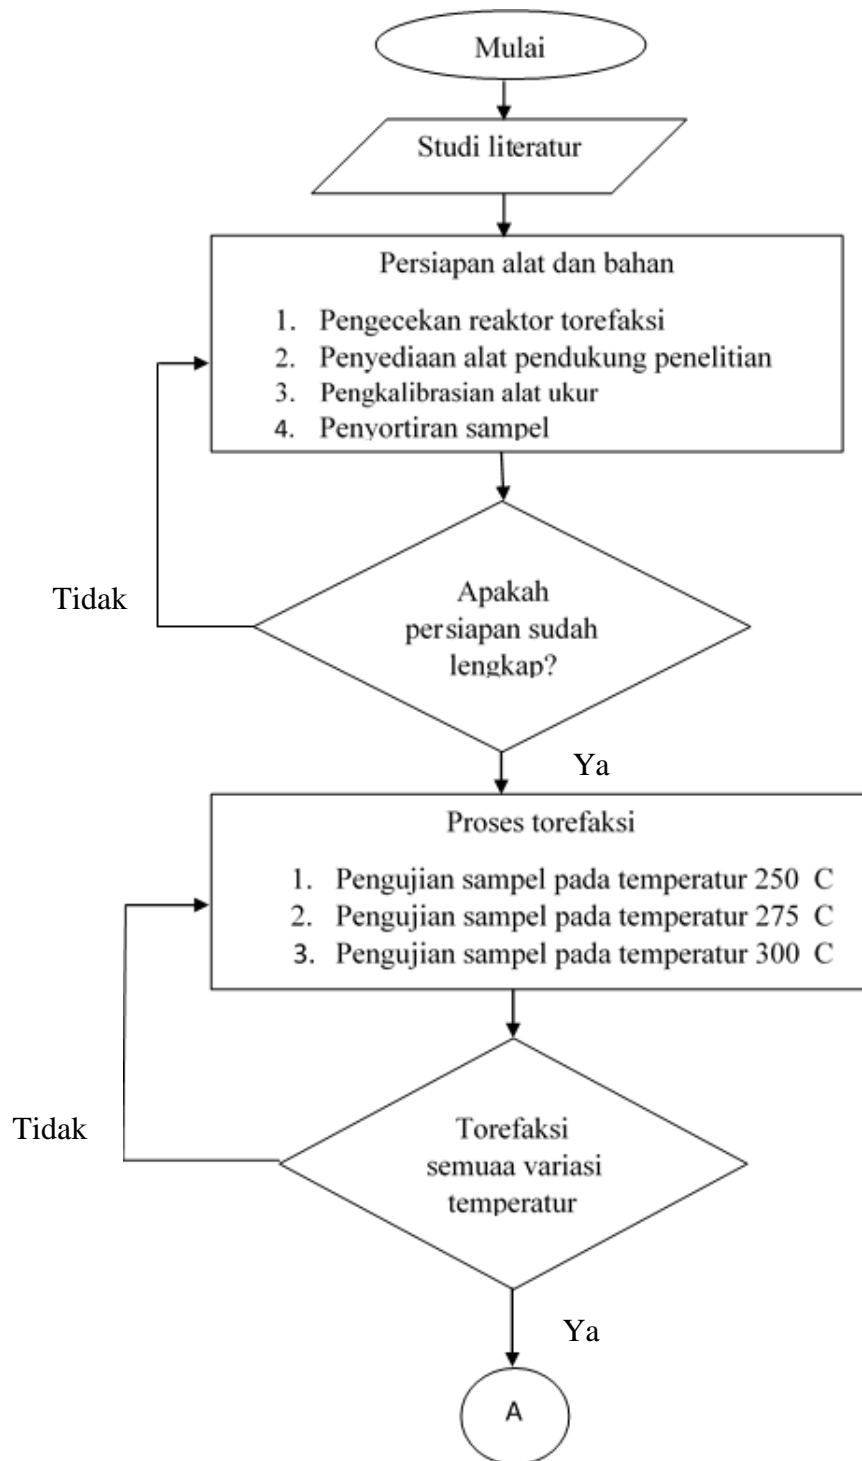 Mulai
Studi literatur
Persiapan alat dan bahan
1. Pengecekan reaktor torefaksi
2. Penyediaan alat pendukung penelitian
3. Pengkalibrasian alat ukur
4. Penyortiran sampel
Tidak
Apakah
persiapan sudah
lengkap?
Ya
Proses torefaksi
1. Pengujian sampel pada temperatur 250 C
2. Pengujian sampel pada temperatur 275 C
3. Pengujian sampel pada temperatur 300 C
Tidak
Torefaksi
semuaa variasi
temperatur
Ya
A